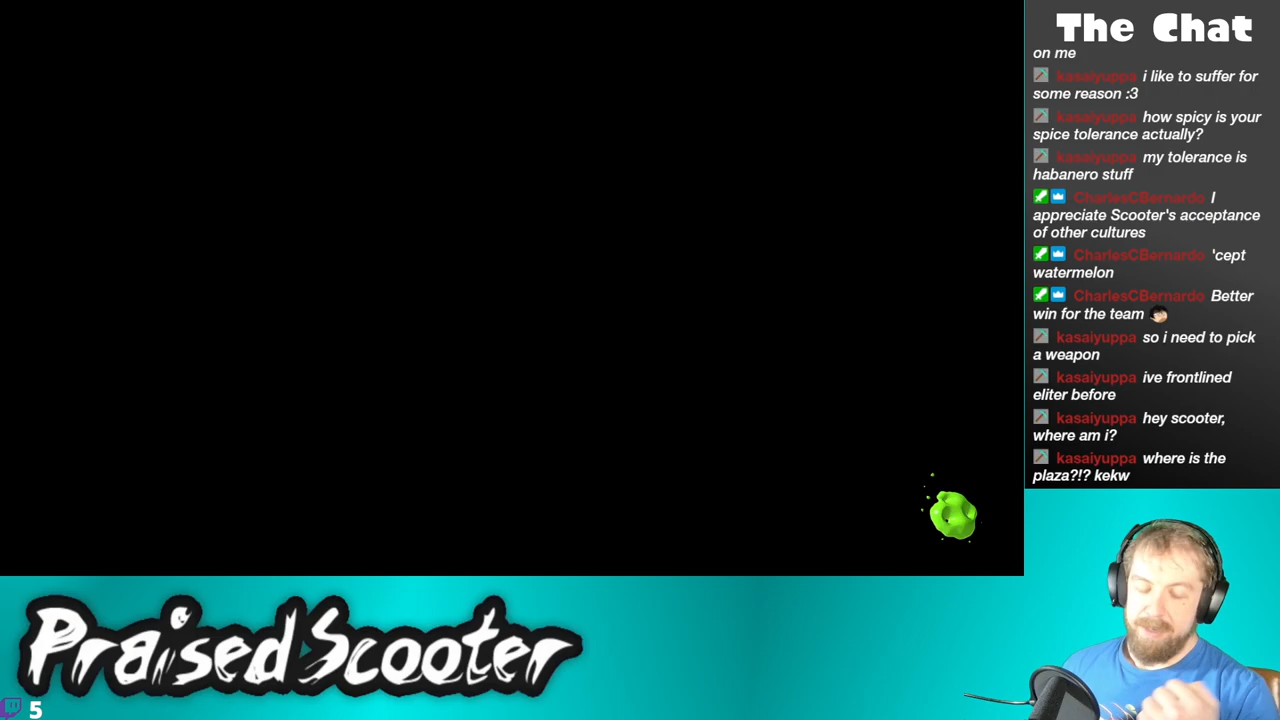 The Chat
on me
kasaiyuppa i like to suffer for
some reason :3
kasaiyuppa how spicy is your
spice tolerance actually?
kasaiyuppa my tolerance is
habanero stuff
CharlesCBernardo I
appreciate Scooter's acceptance
of other cultures
CharlesCBernardo 'cept
watermelon
CharlesCBernardo Better
win for the team
kasaiyuppa so i need to pick
a weapon
kasaiyuppa ive frontlined
eliter before
kasaiyuppa hey scooter,
where am i?
kasaiyuppa where is the
plaza?!? kekw
PraisedScooter
5